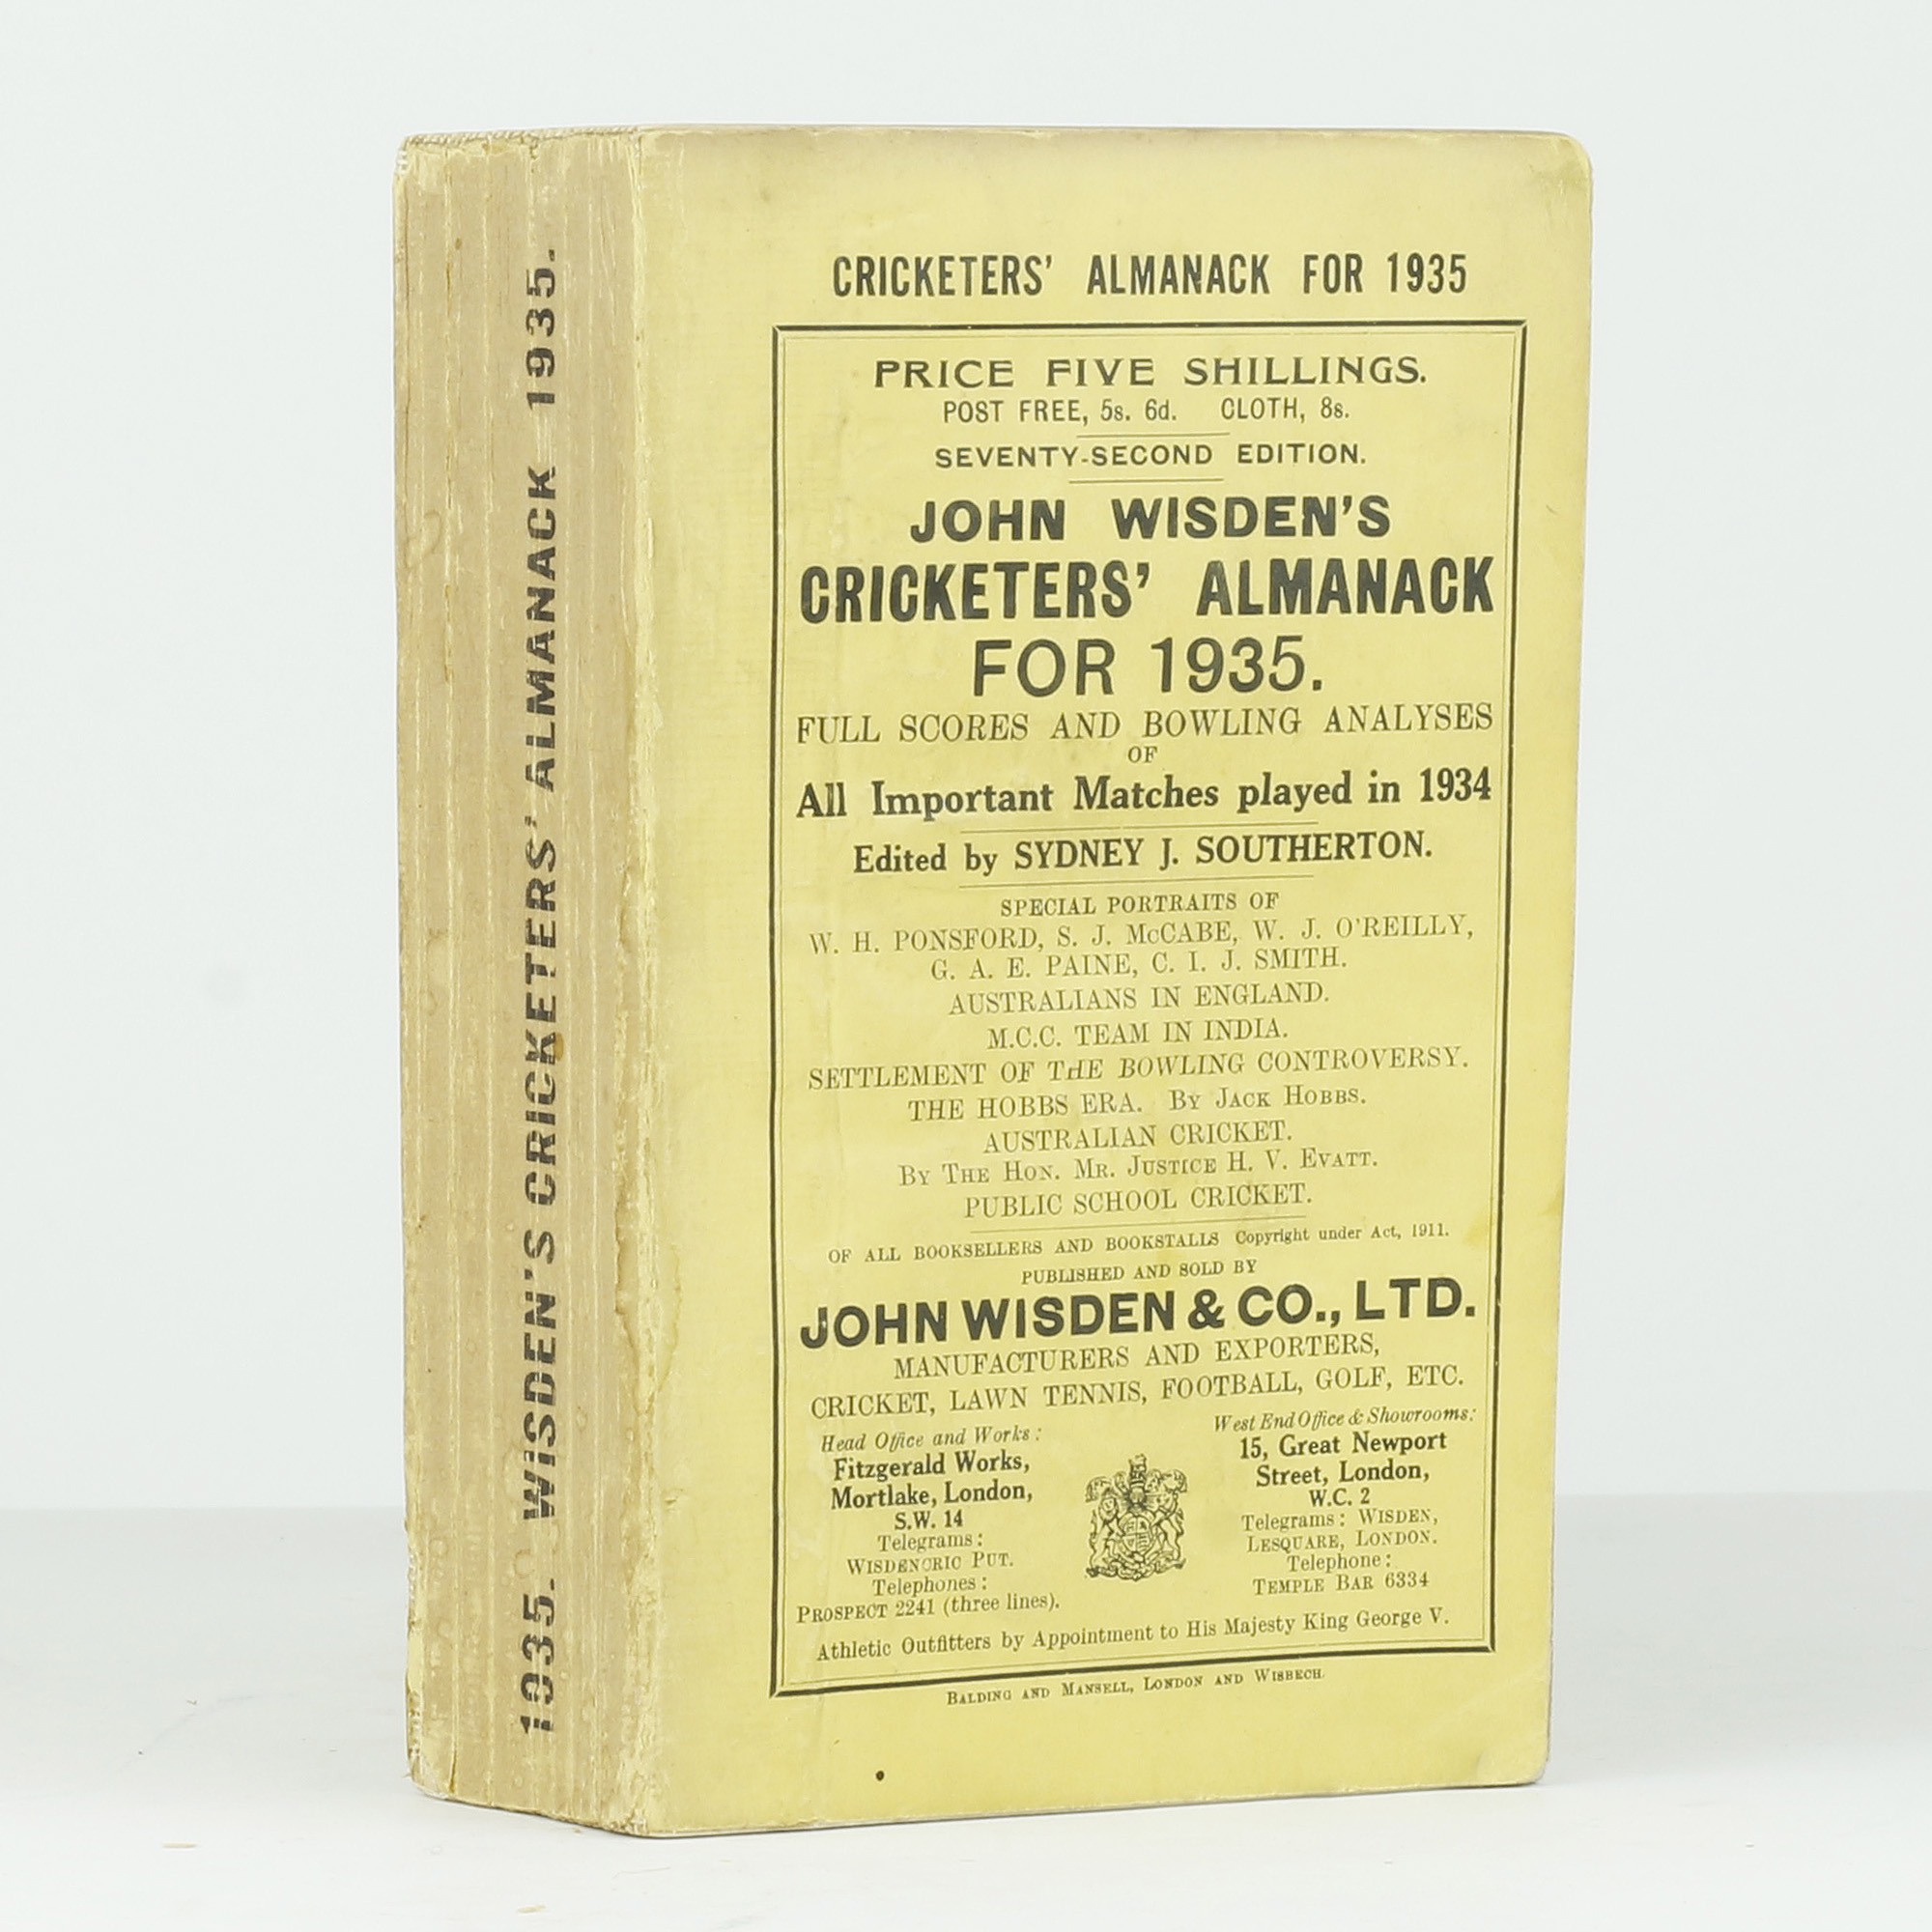 1935. WISDEN'S CRICKETERS' ALMANACK 1935.
CRICKETERS' ALMANACK FOR 1935
PRICE FIVE SHILLINGS.
POST FREE, 5s. 6d. CLOTH, 8s.
SEVENTY-SECOND EDITION.
JOHN WISDEN'S
CRICKETERS' ALMANACK
FOR 1935.
FULL SCORES AND BOWLING ANALYSES
OF
All Important Matches played in 1934
Edited by SYDNEY J. SOUTHERTON.
SPECIAL PORTRAITS OF
W. H. PONSFORD, S. J. McCABE, W. J. O'REILLY,
G. A. E. PAINE, C. I. J. SMITH.
AUSTRALIANS IN ENGLAND.
M.C.C. TEAM IN INDIA.
SETTLEMENT OF THE BOWLING CONTROVERSY.
THE HOBBS ERA. By Jack Hobbs.
AUSTRALIAN CRICKET.
By The Hon. Mr. Justice H. V. Evatt.
PUBLIC SCHOOL CRICKET.
OF ALL BOOKSELLERS AND BOOKSTALLS Copyright under Act, 1911.
PUBLISHED AND SOLD BY
JOHN WISDEN & CO., LTD.
MANUFACTURERS AND EXPORTERS,
CRICKET, LAWN TENNIS, FOOTBALL, GOLF, ETC.
Head Office and Works:
Fitzgerald Works,
Mortlake, London,
S.W. 14
Telegrams:
Wisdencric Put.
Telephones:
Prospect 2241 (three lines).
West End Office & Showrooms:
15, Great Newport
Street, London,
W.C. 2
Telegrams: Wisden,
Lesquare, London.
Telephone:
Temple Bar 6334
Athletic Outfitters by Appointment to His Majesty King George V.
Balding and Mansell, London and Wisbech.